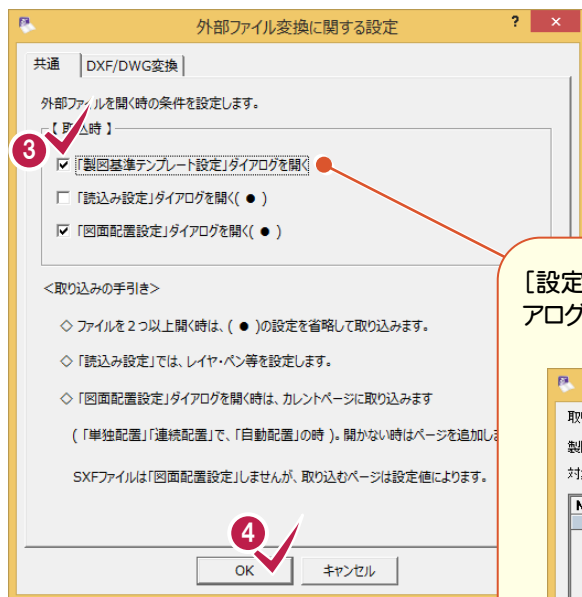 外部ファイル変換に関する設定
? ×
共通 DXF/DWG変換
外部ファイルを開く時の条件を設定します。
【 取込時 】
3
「製図基準テンプレート設定」ダイアログを開く
「読込み設定」ダイアログを開く( ● )
「図面配置設定」ダイアログを開く( ● )
[設定
アログ
<取り込みの手引き>
◇ ファイルを2つ以上開く時は、( ● )の設定を省略して取り込みます。
◇「読込み設定」では、レイヤ・ペン等を設定します。
◇「図面配置設定」ダイアログを開く時は、カレントページに取り込みます
(「単独配置」「連続配置」で、「自動配置」の時 )。開かない時はページを追加し
SXFファイルは「図面配置設定」しませんが、取り込むページは設定値によります。
取
製
対
N
4
OK キャンセル